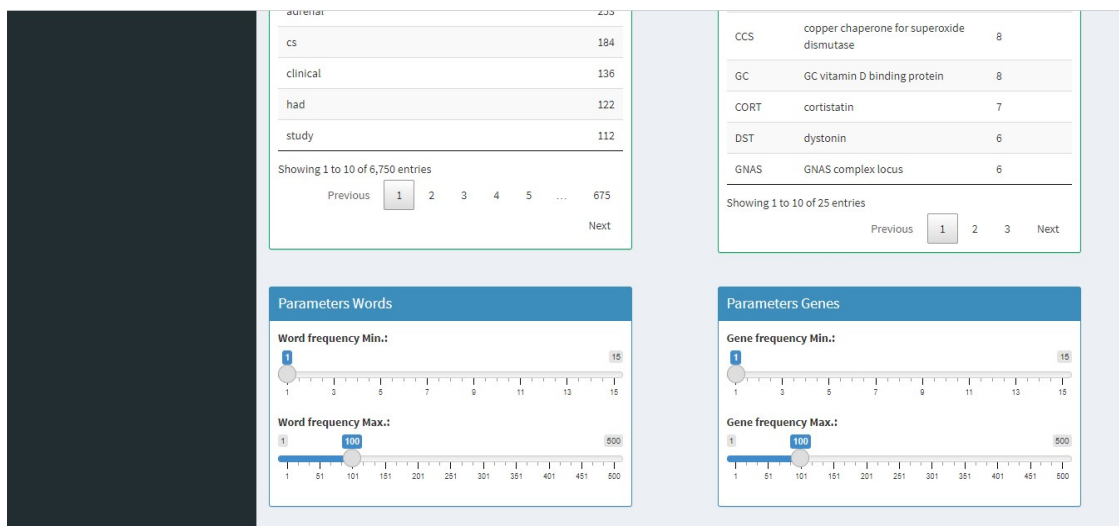 adrenal 253
cs 184
clinical 136
had 122
study 112
Showing 1 to 10 of 6,750 entries
Previous 1 2 3 4 5 ... 675
Next
CCS copper chaperone for superoxide dismutase 8
GC GC vitamin D binding protein 8
CORT cortistatin 7
DST dystonin 6
GNAS GNAS complex locus 6
Showing 1 to 10 of 25 entries
Previous 1 2 3 Next
Parameters Words
Word frequency Min.:
1 15
1 3 5 7 9 11 13 15
Word frequency Max.:
1 100 500
1 51 101 151 201 251 301 351 401 451 500
Parameters Genes
Gene frequency Min.:
1 15
1 3 5 7 9 11 13 15
Gene frequency Max.:
1 100 500
1 51 101 151 201 251 301 351 401 451 500